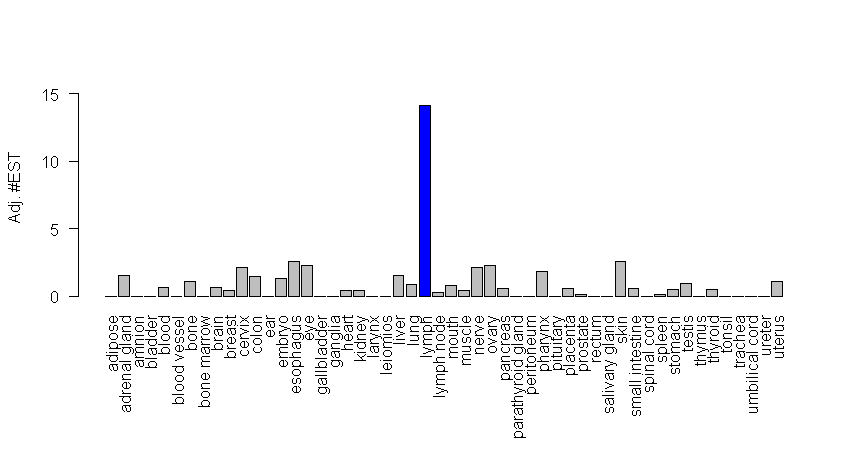 15
10
5
0
Adj. #EST
adipose
adrenal gland
amnion
bladder
blood
blood vessel
bone
bone marrow
brain
breast
cervix
colon
ear
embryo
esophagus
eye
gallbladder
ganglia
heart
kidney
larynx
leiomios
liver
lung
lymph
lymph node
mouth
muscle
nerve
ovary
pancreas
parathyroid gland
peritoneum
pharynx
pituitary
placenta
prostate
rectum
salivary gland
skin
small intestine
spinal cord
spleen
stomach
testis
thymus
thyroid
tonsil
trachea
umbilical cord
ureter
uterus